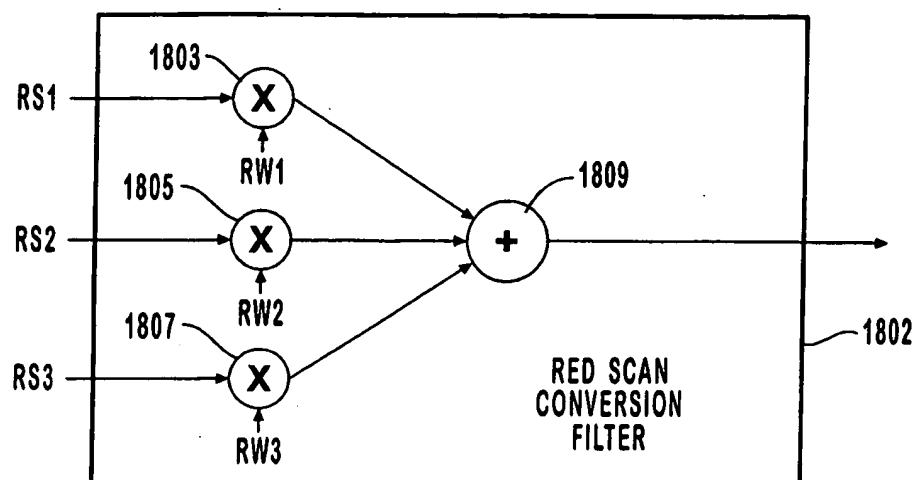 1803
RS1
X
RW1
1805
1809
RS2
X
+
RW2
1807
1802
RS3
X
RW3
RED SCAN
CONVERSION
FILTER